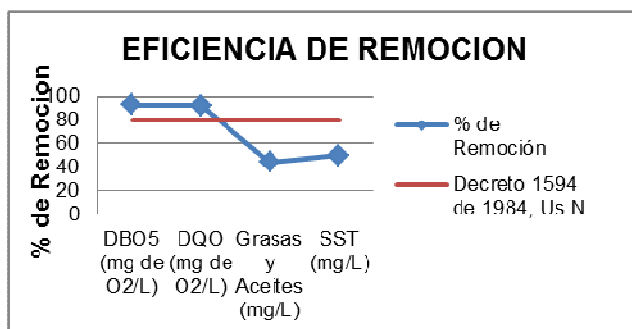 EFICIENCIA DE REMOCION
% de Remocion
100
80
60
40
20
0
DBO5
(mg de
O2/L)
DQO
(mg de
O2/L)
Grasas
y
Aceites
(mg/L)
SST
(mg/L)
% de
Remoción
Decreto 1594
de 1984, Us N